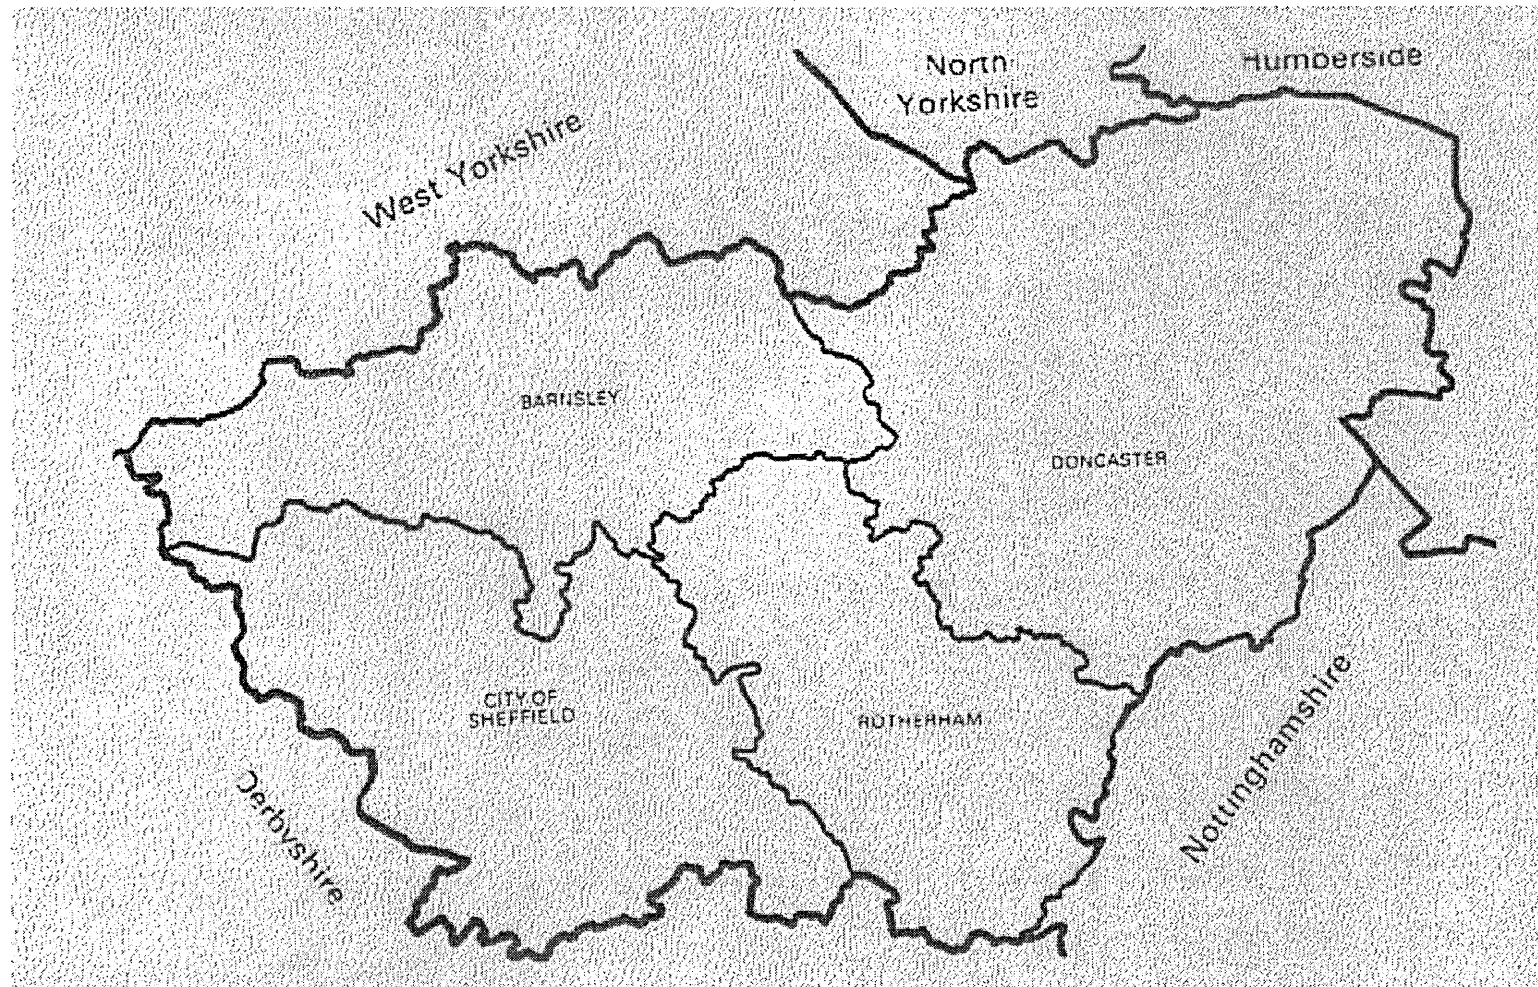 North
Yorkshire
Humberside
West Yorkshire
BARNSLEY
DONCASTER
CITY OF
SHEFFIELD
ROTHERHAM
Derbyshire
Nottinghamshire